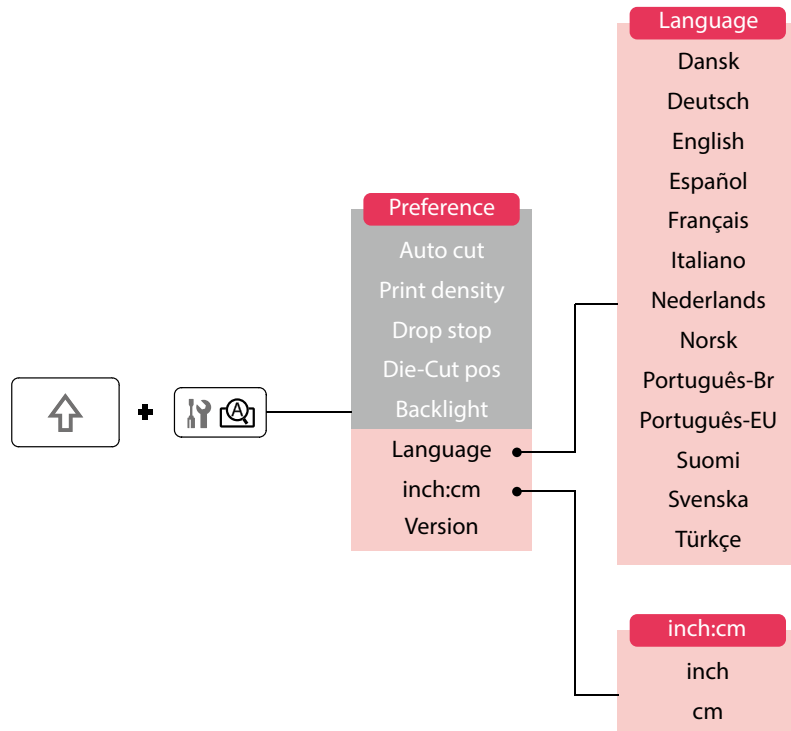 Preference
Auto cut
Print density
Drop stop
Die-Cut pos
Backlight
Language
inch:cm
Version
Language
Dansk
Deutsch
English
Español
Français
Italiano
Nederlands
Norsk
Português-Br
Português-EU
Suomi
Svenska
Türkçe
inch:cm
inch
cm
A